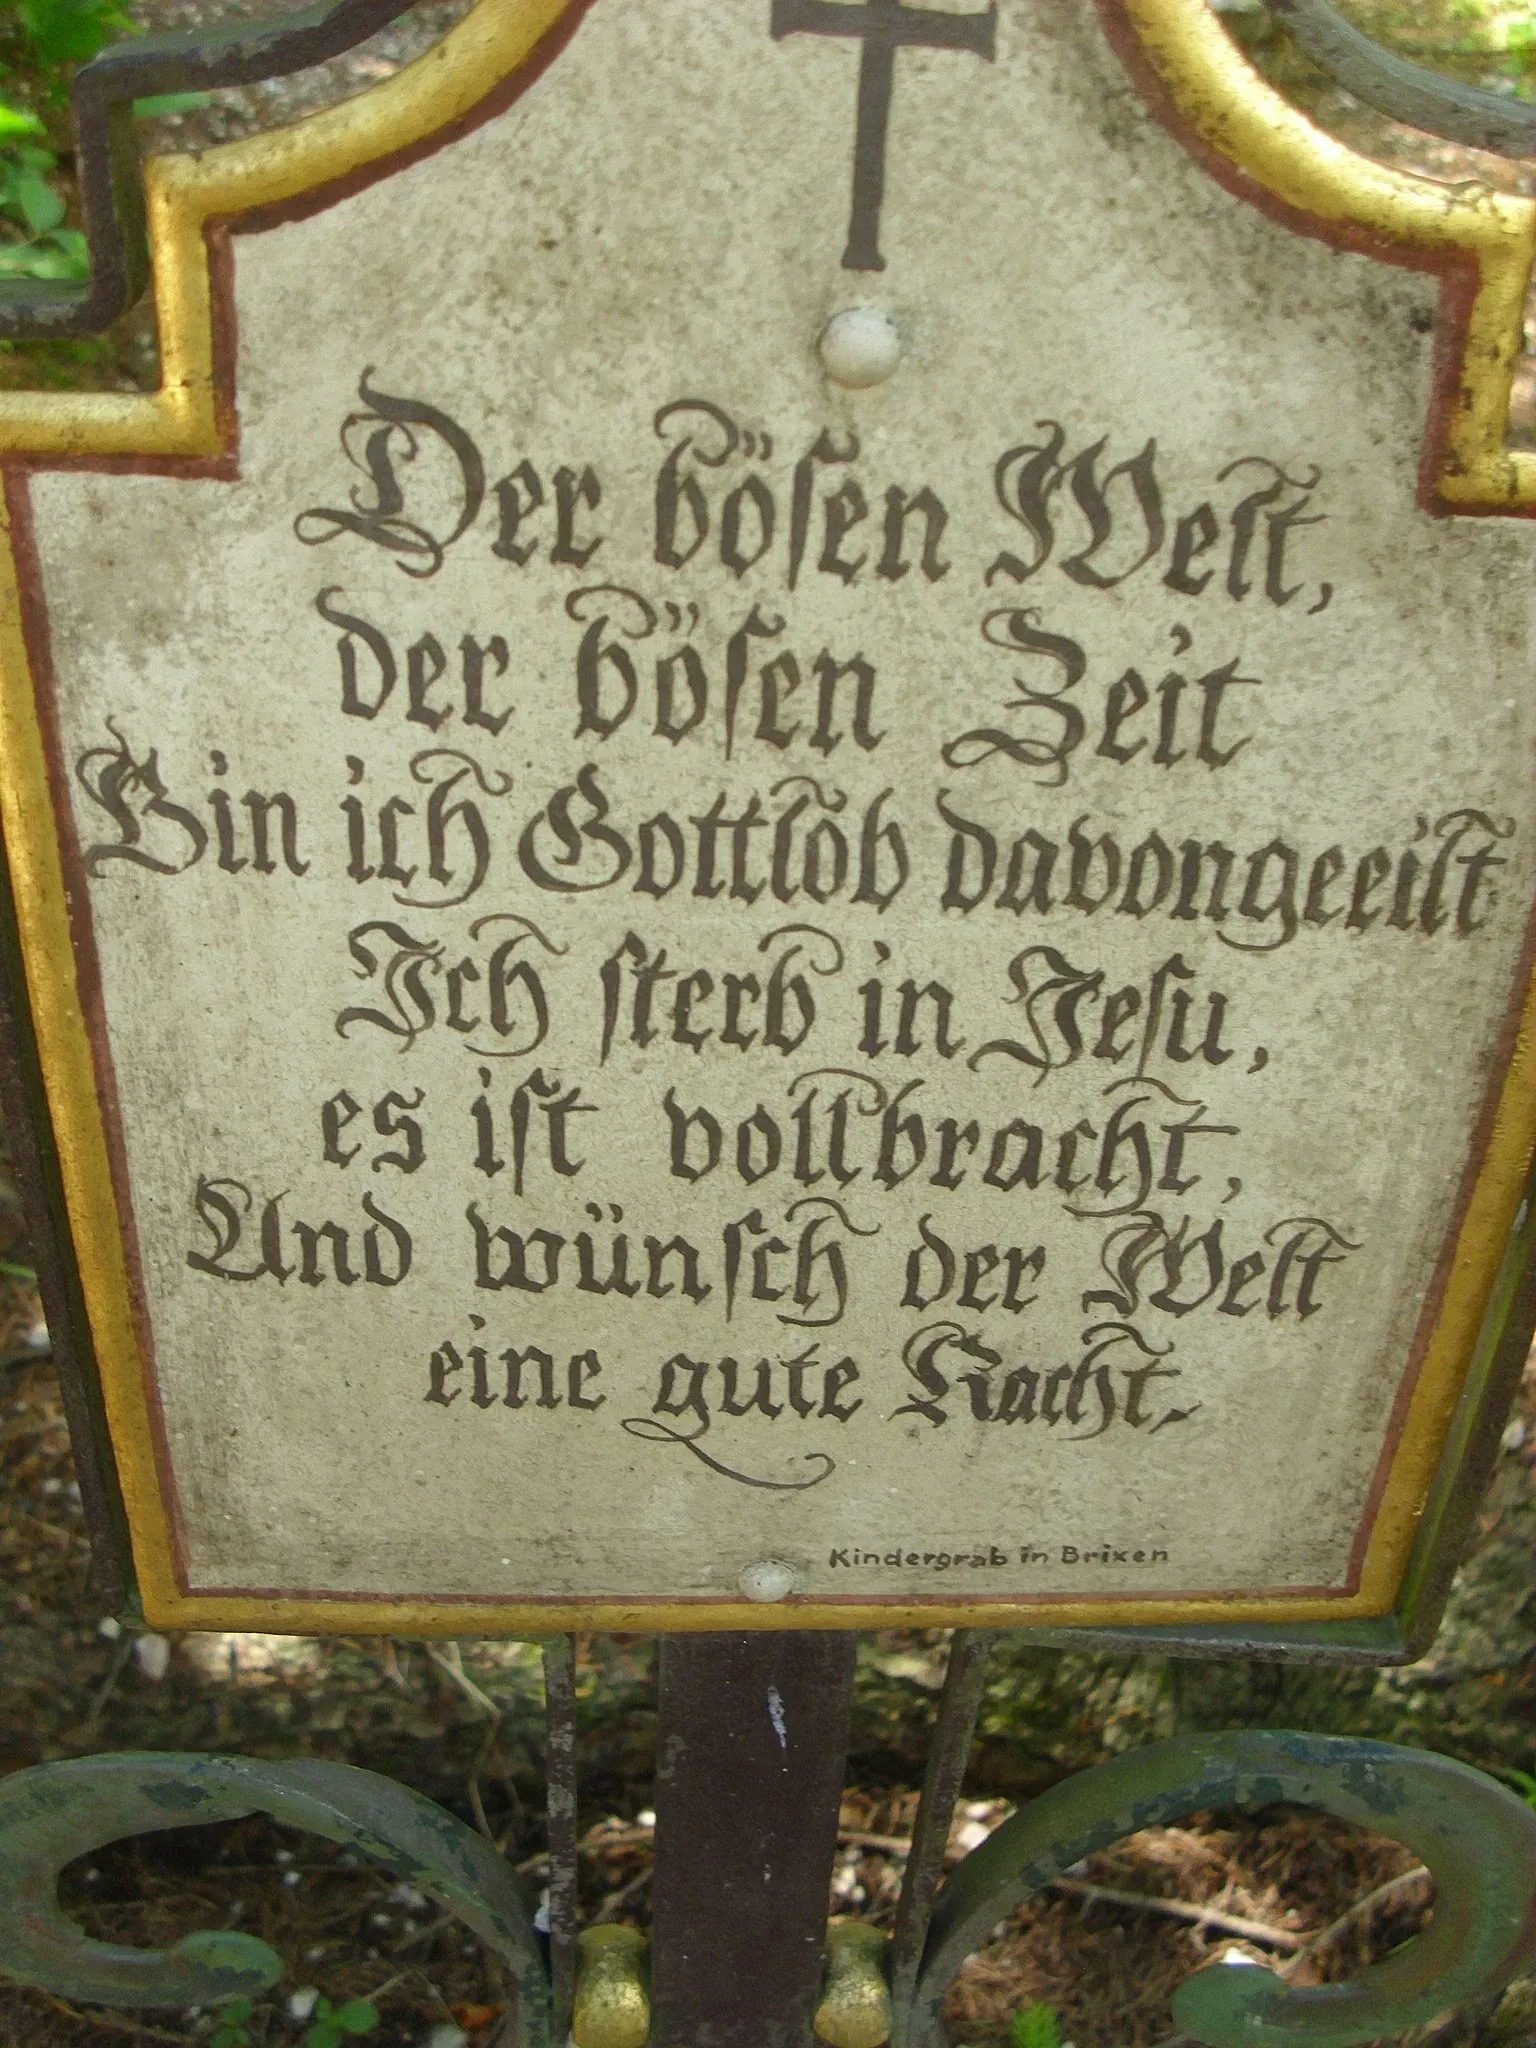 Der bösen Welt,
der bösen Zeit
Bin ich Gottlob davongeeilt
Ich sterb in Jesu,
es ist vollbracht,
Und wünsch der Welt
eine gute Nacht.
Kindergrab in Brixen